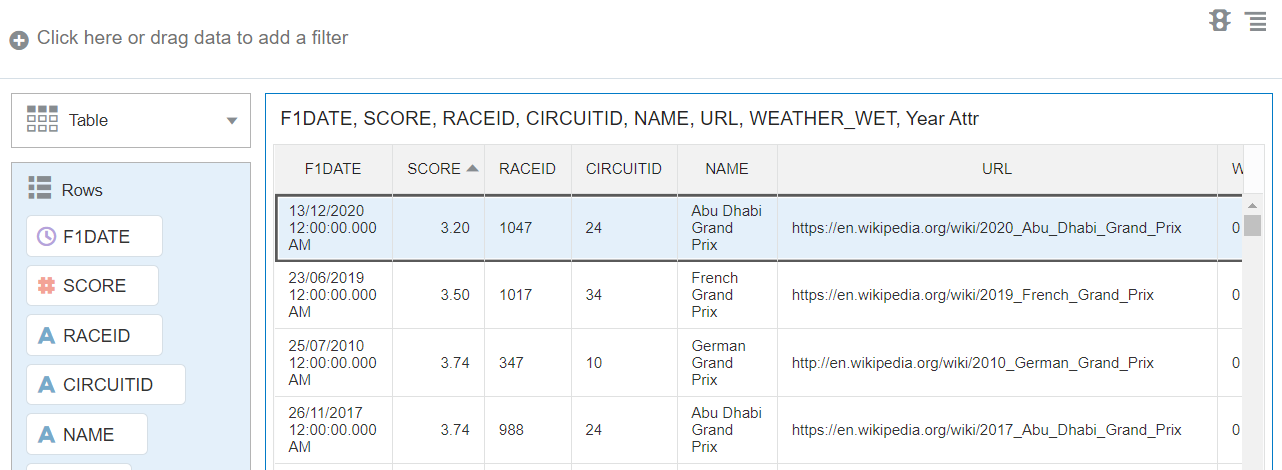 Click here or drag data to add a filter
Table
Rows
F1DATE
SCORE
RACEID
CIRCUITID
NAME
F1DATE, SCORE, RACEID, CIRCUITID, NAME, URL, WEATHER_WET, Year Attr
F1DATE SCORE RACEID CIRCUITID NAME URL W
13/12/2020
12:00:00.000
AM
3.20
1047
24
Abu Dhabi
Grand
Prix
https://en.wikipedia.org/wiki/2020_Abu_Dhabi_Grand_Prix
0
23/06/2019
12:00:00.000
AM
3.50
1017
34
French
Grand
Prix
https://en.wikipedia.org/wiki/2019_French_Grand_Prix
0
25/07/2010
12:00:00.000
AM
3.74
347
10
German
Grand
Prix
http://en.wikipedia.org/wiki/2010_German_Grand_Prix
0
26/11/2017
12:00:00.000
AM
3.74
988
24
Abu Dhabi
Grand
Prix
https://en.wikipedia.org/wiki/2017_Abu_Dhabi_Grand_Prix
0